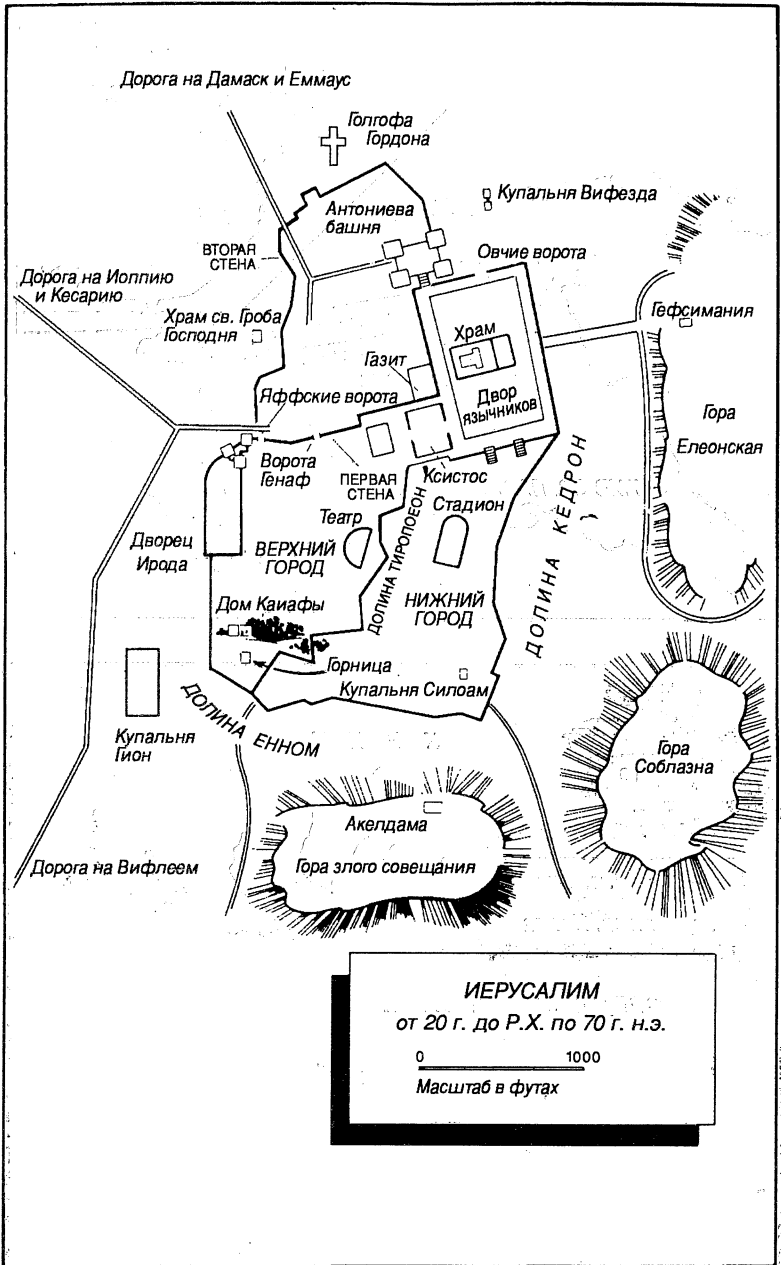 Дорога на Дамаск и Еммаус
Голгофа
Гордона
Купальня Вифезда
Антониева
башня
ВТОРАЯ
СТЕНА
Овчие ворота
Дорога на Иоппию
и Кесарию
Храм св. Гроба
Господня
Гефсимания
Храм
Газит
Двор
язычников
Яффские ворота
Гора
Елеонская
Ворота
Генаф
ПЕРВАЯ
СТЕНА
Ксистос
Стадион
Театр
ДОЛИНА ТИРОПОЕОН
ДОЛИНА КЕДРОН
Дворец
Ирода
ВЕРХНИЙ
ГОРОД
НИЖНИЙ
ГОРОД
Дом Каиафы
Горница
Купальня Силоам
ДОЛИНА ЕННОМ
Купальня
Гион
Гора
Соблазна
Акелдама
Гора злого совещания
Дорога на Вифлеем
ИЕРУСАЛИМ
от 20 г. до Р.Х. по 70 г. н.э.
0 1000
Масштаб в футах